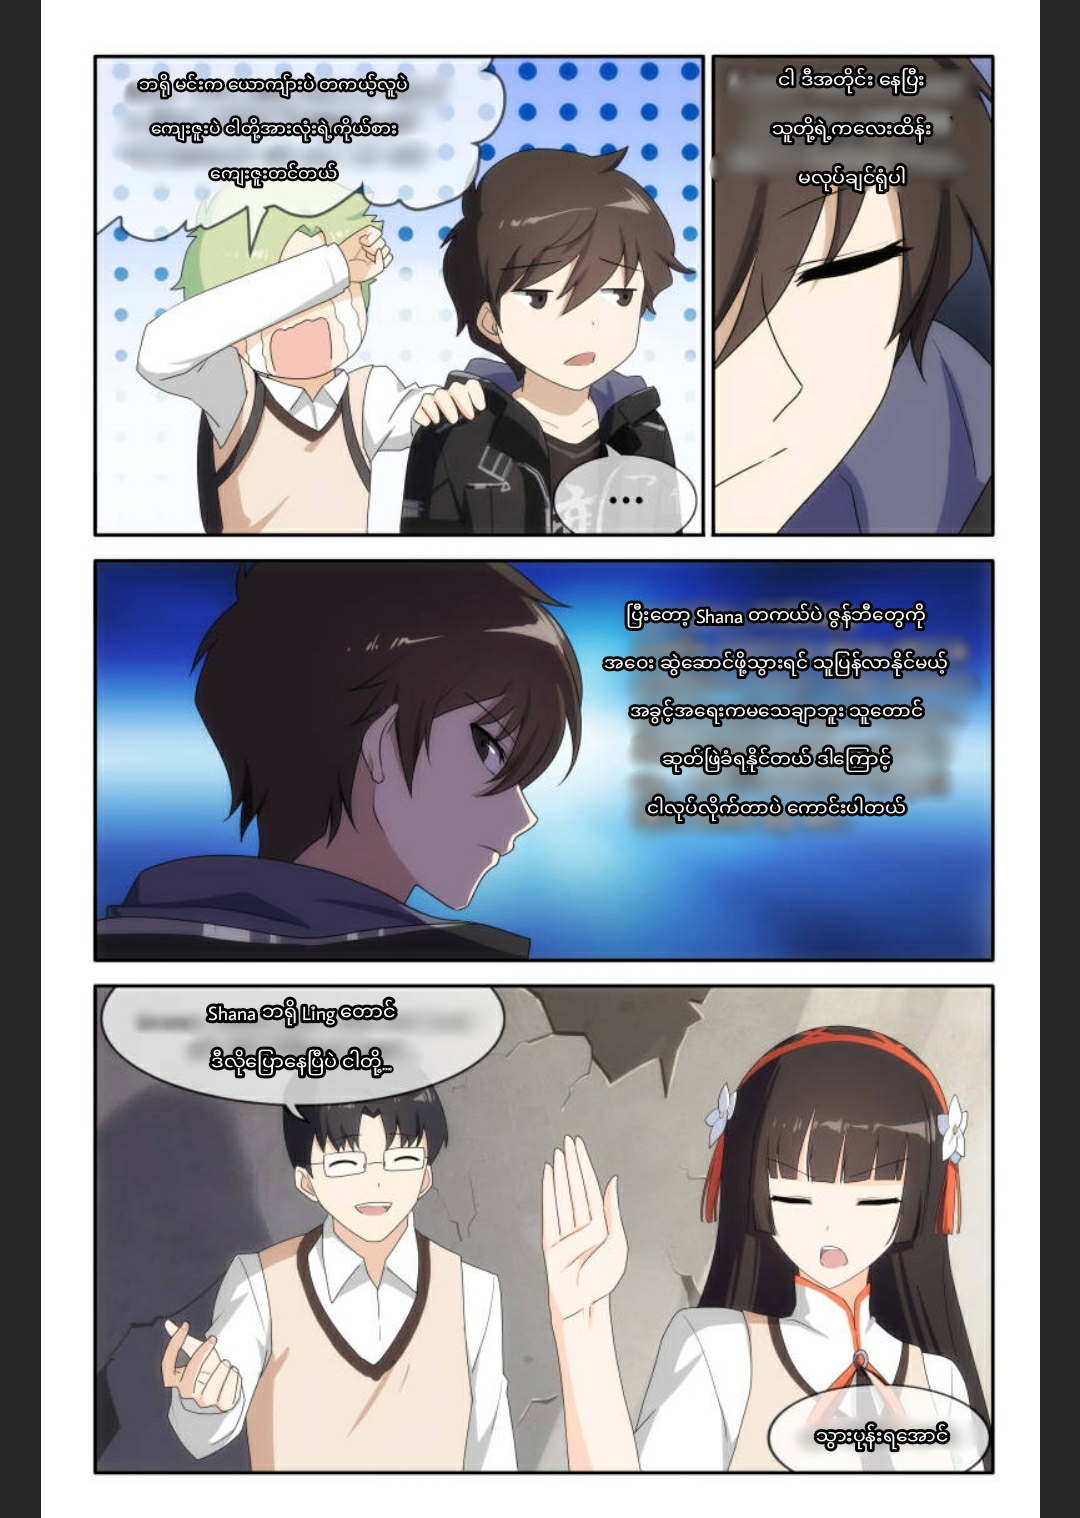 ဘရို မင်းက ယောကျာ်းပဲ တကယ့်လူပဲ
ကျေးဇူးပဲ ငါတို့အားလုံးရဲ့ကိုယ်စား
ကျေးဇူးတင်တယ်
...
ငါ ဒီအတိုင်း နေပြီး
သူတို့ရဲ့ကလေးထိန်း
မလုပ်ချင်ရုံပါ
ပြီးတော့ Shana တကယ်ပဲ ဇွန်ဘီတွေကို
အဝေး ဆွဲဆောင်ဖို့သွားရင် သူပြန်လာနိုင်မယ့်
အခွင့်အရေးကမသေချာဘူး သူတောင်
ဆုတ်ဖြဲခံရနိုင်တယ် ဒါကြောင့်
ငါလုပ်လိုက်တာပဲ ကောင်းပါတယ်
Shana ဘရို Ling တောင်
ဒီလိုပြောနေပြီပဲ ငါတို့...
သွားပုန်းရအောင်